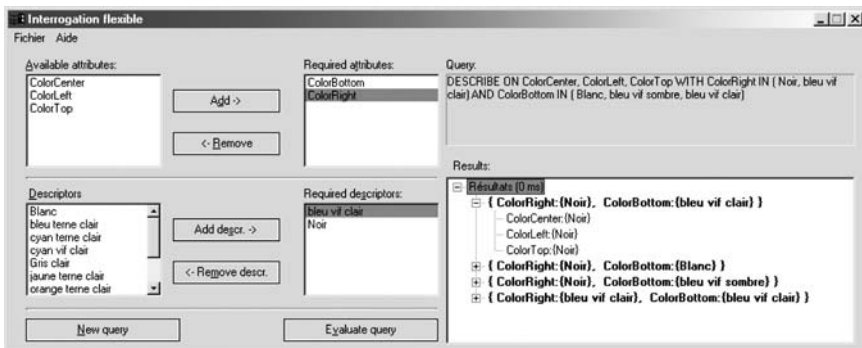 Interrogation flexible
Fichier Aide
Available attributes:
ColorCenter
ColorLeft
ColorTop
Add ->
<- Remove
Required attributes:
ColorBottom
ColorRight
Query:
DESCRIBE ON ColorCenter, ColorLeft, ColorTop WITH ColorRight IN ( Noir, bleu vif
clair) AND ColorBottom IN ( Blanc, bleu vif sombre, bleu vif clair)
Descriptors
Blanc
bleu terne clair
cyan terne clair
cyan vif clair
Gris clair
jaune terne clair
orange terne clair
Add descr. ->
<- Remove descr.
Required descriptors:
bleu vif clair
Noir
New query
Evaluate query
Results:
Résultats (0 ms)
{ ColorRight:{Noir}, ColorBottom:{bleu vif clair} }
ColorCenter:{Noir}
ColorLeft:{Noir}
ColorTop:{Noir}
{ ColorRight:{Noir}, ColorBottom:{Blanc} }
{ ColorRight:{Noir}, ColorBottom:{bleu vif sombre} }
{ ColorRight:{bleu vif clair}, ColorBottom:{bleu vif clair} }